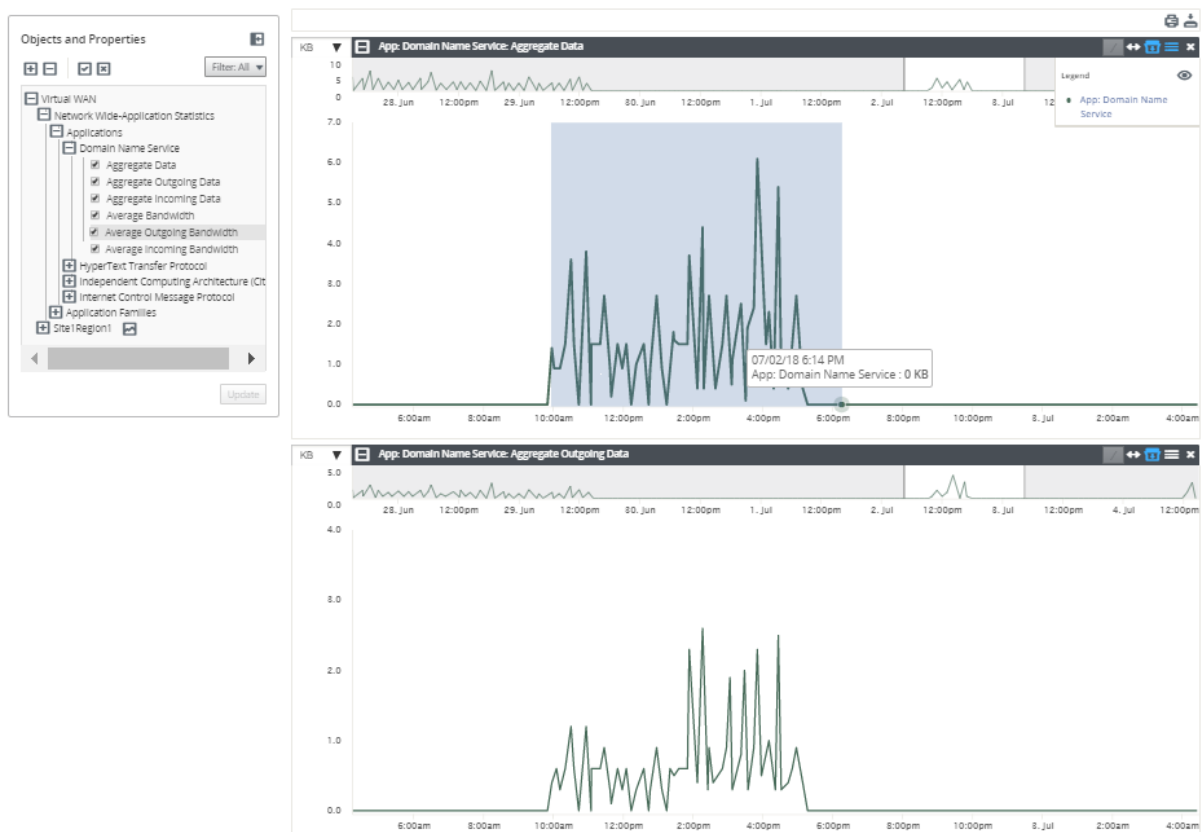 Objects and Properties
Filter: All ▼
Virtual WAN
Network Wide-Application Statistics
Applications
Domain Name Service
Aggregate Data
Aggregate Outgoing Data
Aggregate Incoming Data
Average Bandwidth
Average Outgoing Bandwidth
Average Incoming Bandwidth
HyperText Transfer Protocol
Independent Computing Architecture (Cit
Internet Control Message Protocol
Application Families
Site1Region1
Update
KB ▼ App: Domain Name Service: Aggregate Data
10
5
0
28. Jun 12:00pm 29. Jun 12:00pm 30. Jun 12:00pm 1. Jul 12:00pm 2. Jul 12:00pm 3. Jul 12
Legend
App: Domain Name
Service
7.0
6.0
5.0
4.0
3.0
2.0
1.0
0.0
07/02/18 6:14 PM
App: Domain Name Service : 0 KB
6:00am 8:00am 10:00am 12:00pm 2:00pm 4:00pm 6:00pm 8:00pm 10:00pm 3. Jul 2:00am 4:00am
KB ▼ App: Domain Name Service: Aggregate Outgoing Data
5.0
0.0
28. Jun 12:00pm 29. Jun 12:00pm 30. Jun 12:00pm 1. Jul 12:00pm 2. Jul 12:00pm 3. Jul 12:00pm 4. Jul 12:00pm
4.0
3.0
2.0
1.0
0.0
6:00am 8:00am 10:00am 12:00pm 2:00pm 4:00pm 6:00pm 8:00pm 10:00pm 3. Jul 2:00am 4:00am